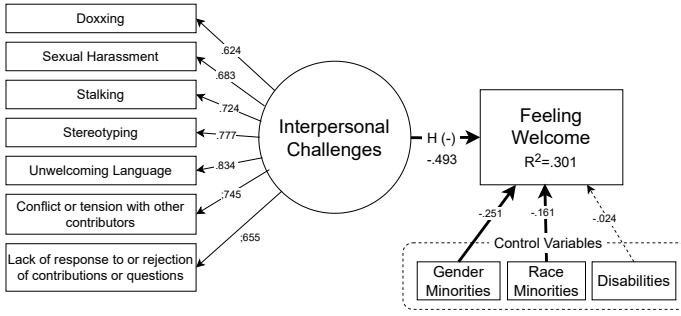 Doxxing
Sexual Harassment
Stalking
Stereotyping
Unwelcoming Language
Conflict or tension with other
contributors
Lack of response to or rejection
of contributions or questions
.624
.683
.724
.777
.834
;745
;655
Interpersonal
Challenges
H (-)
-.493
Feeling
Welcome
R²=.301
-.251
-.161
-.024
Control Variables
Gender
Minorities
Race
Minorities
Disabilities